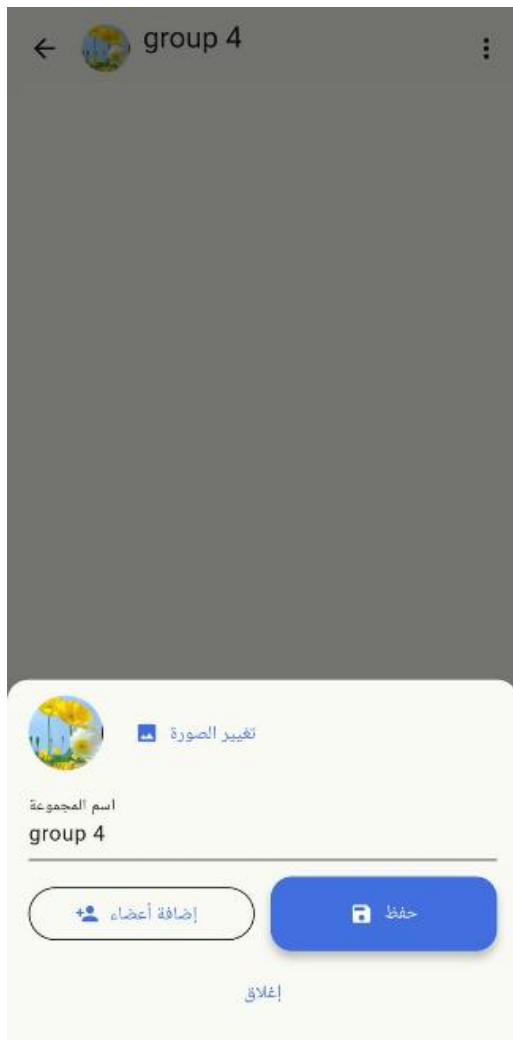 group 4
تغيير الصورة
اسم المجموعة
group 4
حفظ
إضافة أعضاء
إغلاق